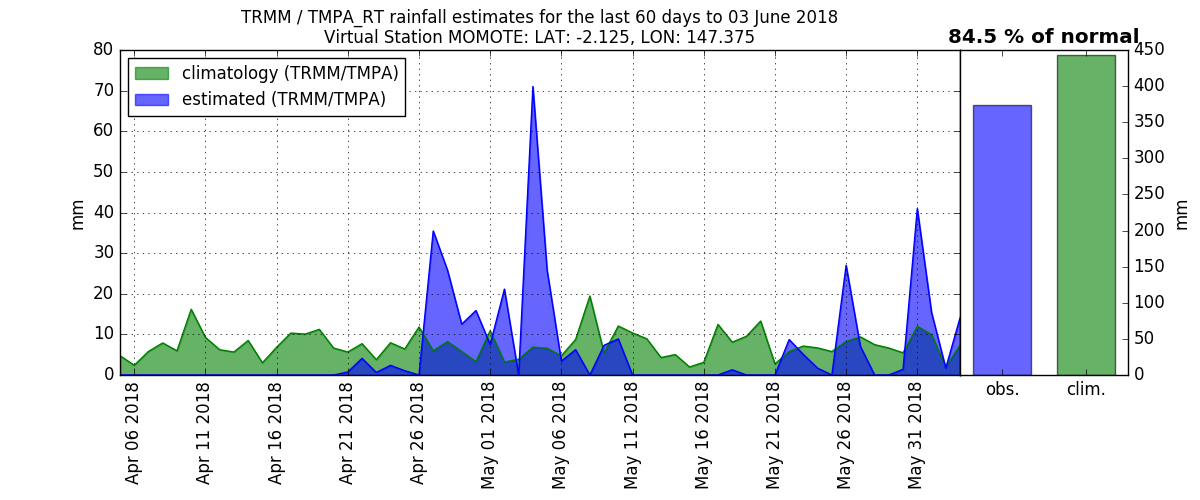 TRMM / TMPA_RT rainfall estimates for the last 60 days to 03 June 2018
Virtual Station MOMOTE: LAT: -2.125, LON: 147.375
84.5 % of normal
climatology (TRMM/TMPA)
estimated (TRMM/TMPA)
mm
80
70
60
50
40
30
20
10
0
Apr 06 2018
Apr 11 2018
Apr 16 2018
Apr 21 2018
Apr 26 2018
May 01 2018
May 06 2018
May 11 2018
May 16 2018
May 21 2018
May 26 2018
May 31 2018
450
400
350
300
250
200
150
100
50
0
mm
obs.
clim.